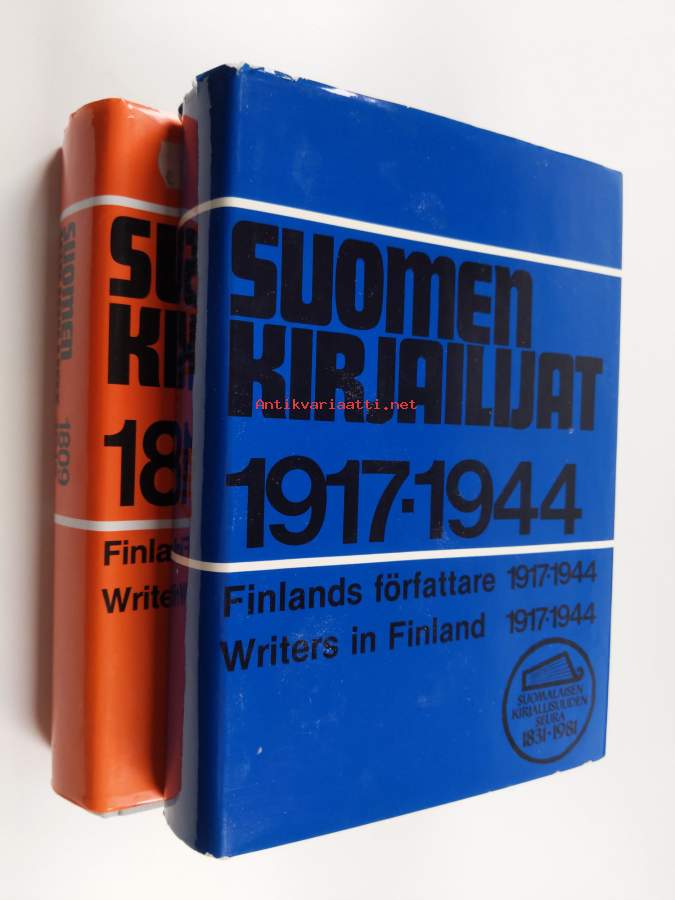 SUOMEN
KIRJAILIJAT
1917-1944
Finlands författare 1917-1944
Writers in Finland 1917-1944
SUOMALAISEN
KIRJALLISUUDEN
SEURA
1831-1981
Antikvariaatti.net
SU
KI
18
Finla
Write
SUOMEN
1809